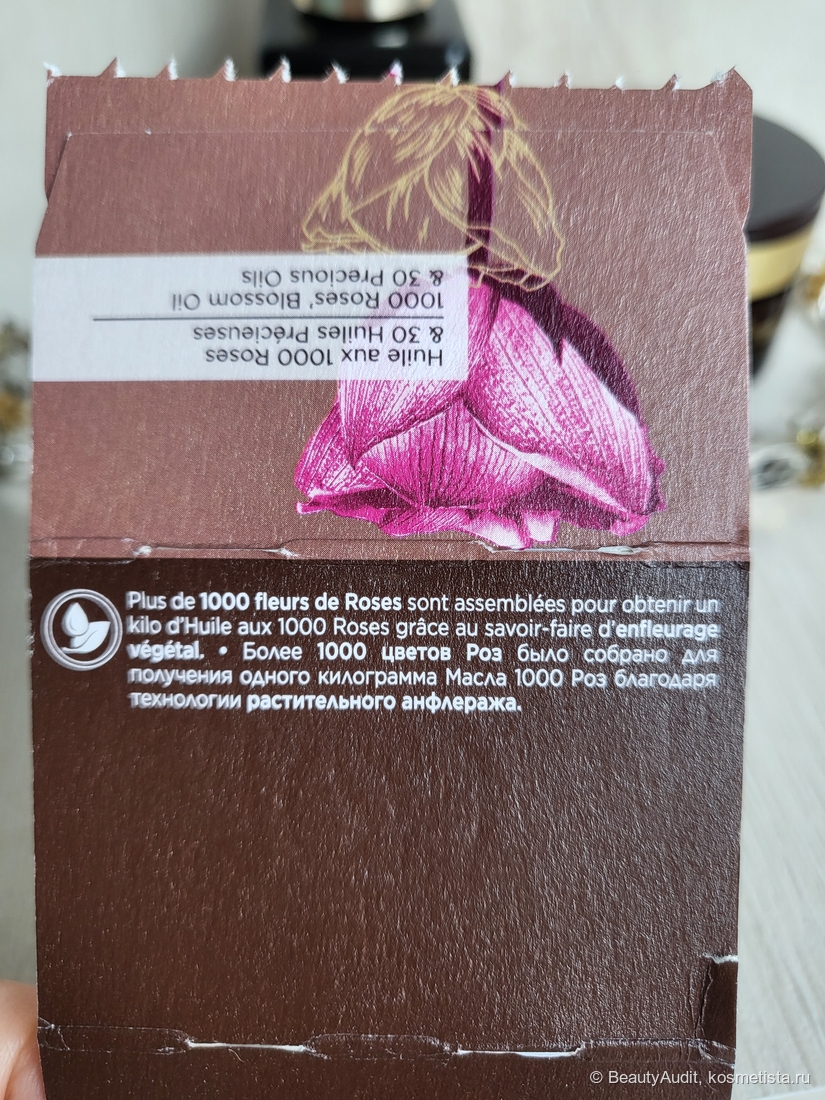 Huile aux 1000 Roses
& 30 Huiles Précieuses
1000 Roses' Blossom Oil
& 30 Precious Oils
Plus de 1000 fleurs de Roses sont assemblées pour obtenir un
kilo d'Huile aux 1000 Roses grâce au savoir-faire d'enfleurage
végétal. • Более 1000 цветов Роз было собрано для
получения одного килограмма Масла 1000 Роз благодаря
технологии растительного анфлеража.
© BeautyAudit, kosmetista.ru